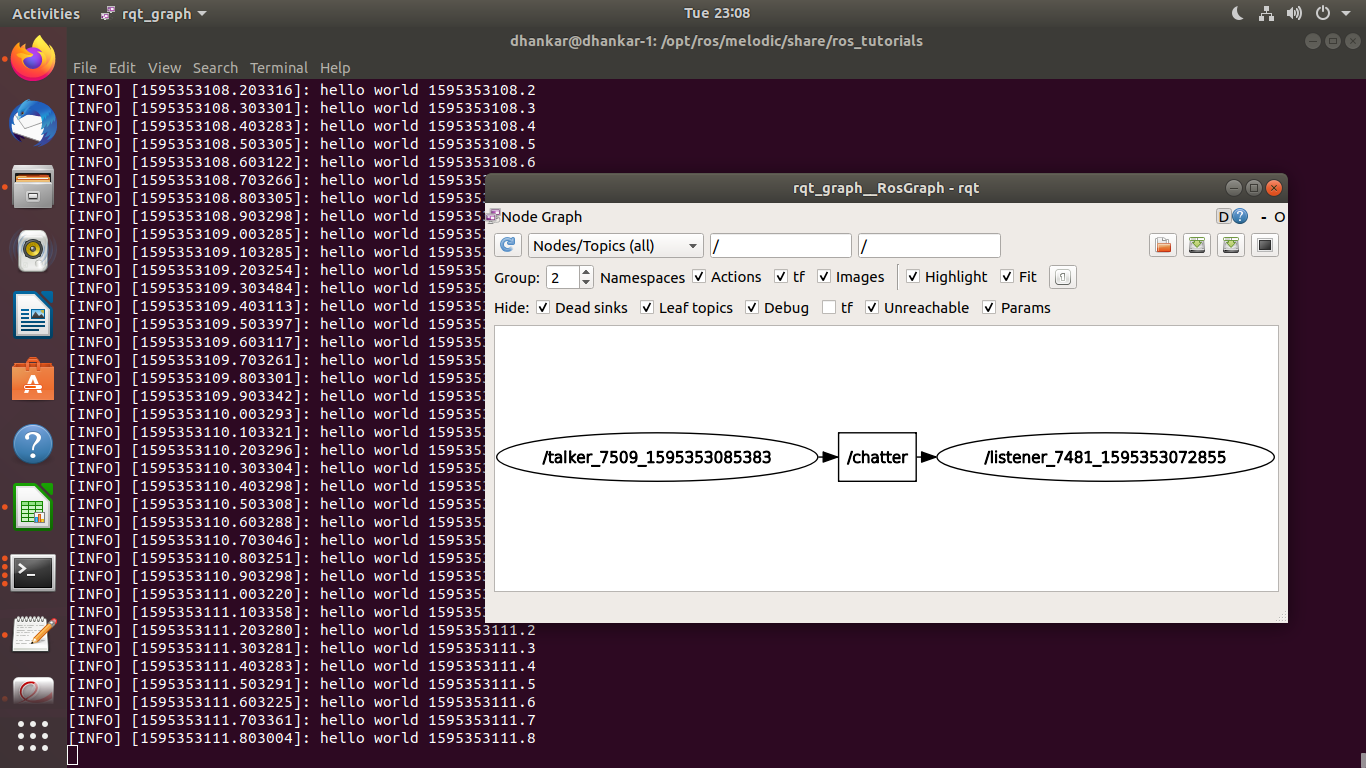 Activities rqt_graph Tue 23:08
dhankar@dhankar-1: /opt/ros/melodic/share/ros_tutorials
File Edit View Search Terminal Help
[INFO] [1595353108.203316]: hello world 1595353108.2
[INFO] [1595353108.303301]: hello world 1595353108.3
[INFO] [1595353108.403283]: hello world 1595353108.4
[INFO] [1595353108.503305]: hello world 1595353108.5
[INFO] [1595353108.603122]: hello world 1595353108.6
[INFO] [1595353108.703266]: hello world 159535
[INFO] [1595353108.803305]: hello world 159535
[INFO] [1595353108.903298]: hello world 159535
[INFO] [1595353109.003285]: hello world 159535
[INFO] [1595353109.103285]: hello world 159535
[INFO] [1595353109.203254]: hello world 159535
[INFO] [1595353109.303484]: hello world 159535
[INFO] [1595353109.403113]: hello world 159535
[INFO] [1595353109.503397]: hello world 159535
[INFO] [1595353109.603117]: hello world 159535
[INFO] [1595353109.703261]: hello world 159535
[INFO] [1595353109.803301]: hello world 159535
[INFO] [1595353109.903342]: hello world 159535
[INFO] [1595353110.003293]: hello world 159535
[INFO] [1595353110.103321]: hello world 159535
[INFO] [1595353110.203296]: hello world 159535
[INFO] [1595353110.303304]: hello world 159535
[INFO] [1595353110.403298]: hello world 159535
[INFO] [1595353110.503308]: hello world 159535
[INFO] [1595353110.603288]: hello world 159535
[INFO] [1595353110.703046]: hello world 159535
[INFO] [1595353110.803251]: hello world 159535
[INFO] [1595353110.903298]: hello world 159535
[INFO] [1595353111.003220]: hello world 159535
[INFO] [1595353111.103358]: hello world 159535
[INFO] [1595353111.203280]: hello world 1595353111.2
[INFO] [1595353111.303281]: hello world 1595353111.3
[INFO] [1595353111.403283]: hello world 1595353111.4
[INFO] [1595353111.503291]: hello world 1595353111.5
[INFO] [1595353111.603225]: hello world 1595353111.6
[INFO] [1595353111.703361]: hello world 1595353111.7
[INFO] [1595353111.803004]: hello world 1595353111.8
rqt_graph__RosGraph - rqt
Node Graph D ? - O
Nodes/Topics (all) / /
Group: 2 Namespaces Actions tf Images Highlight Fit
Hide: Dead sinks Leaf topics Debug tf Unreachable Params
/talker_7509_1595353085383 /chatter /listener_7481_1595353072855